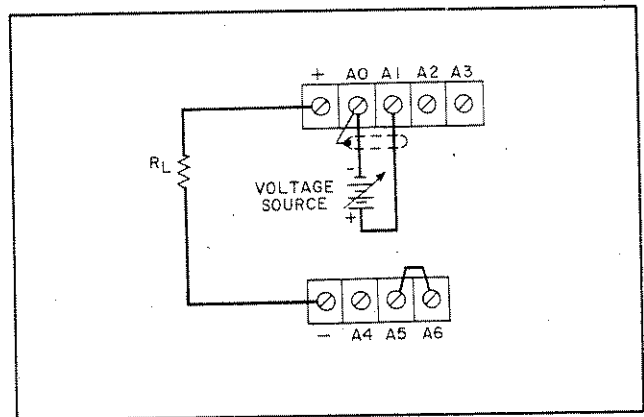 + A0 A1 A2 A3
RL
-
VOLTAGE
SOURCE
+
- A4 A5 A6